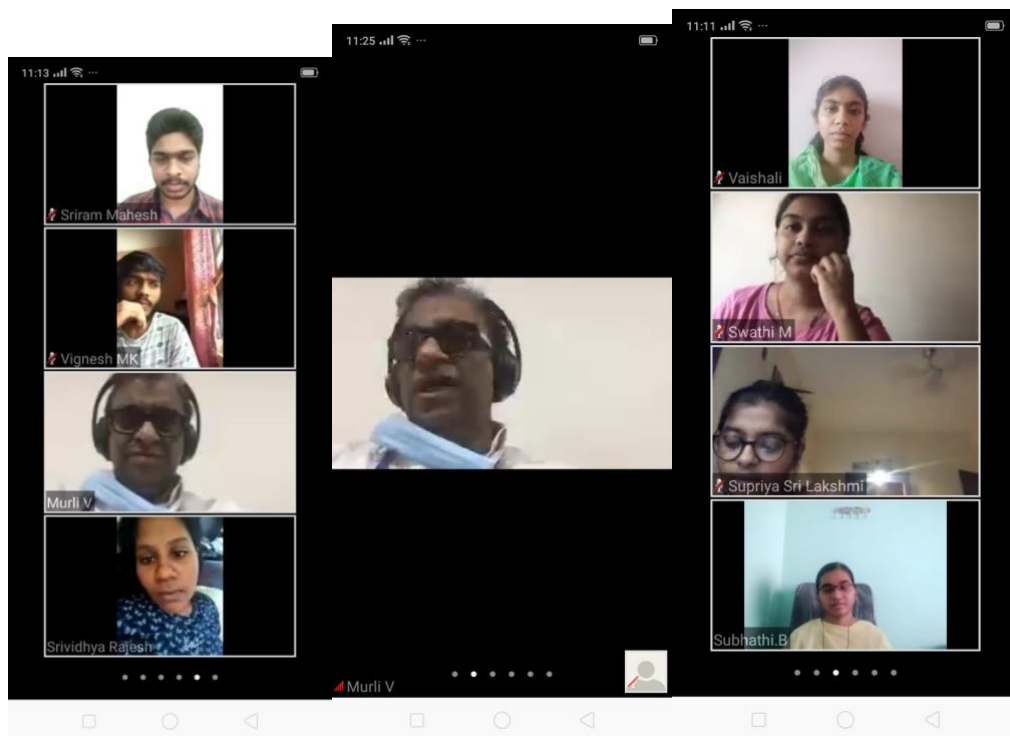 11:13
Sriram Mahesh
Vignesh MK
Murli V
Srividhya Rajesh
11:25
Murli V
11:11
Vaishali
Swathi M
Supriya Sri Lakshmi
Subhathi.B